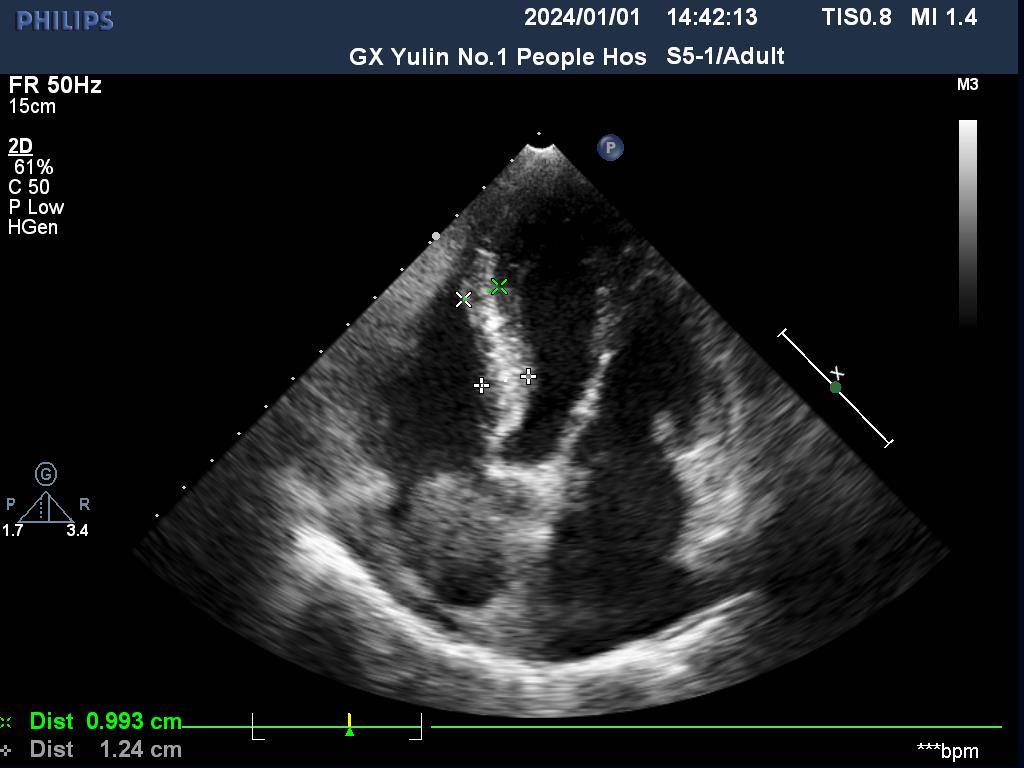 PHILIPS
2024/01/01 14:42:13 TIS0.8 MI 1.4
GX Yulin No.1 People Hos S5-1/Adult
FR 50Hz
15cm
2D
61%
C 50
P Low
HGen
M3
P
X
G
P R
1.7 3.4
***bpm
Dist 0.993 cm
Dist 1.24 cm